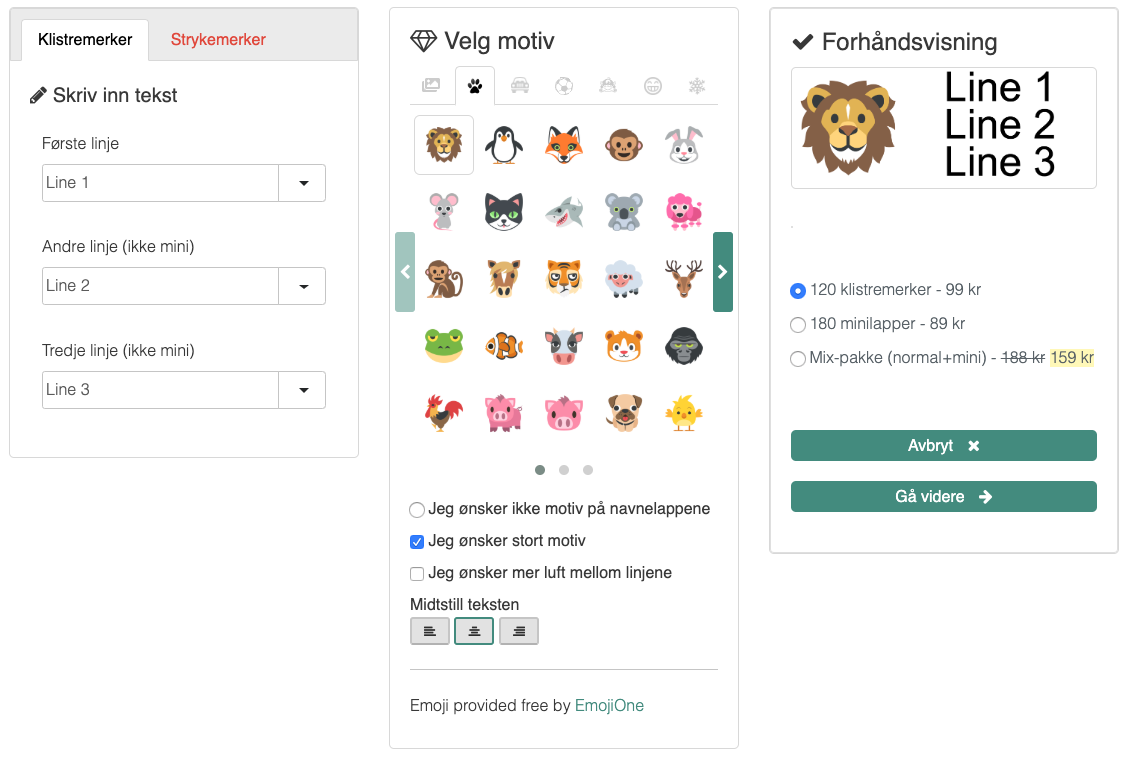 Klistremerker
Strykemerker
Skriv inn tekst
Første linje
Line 1
Andre linje (ikke mini)
Line 2
Tredje linje (ikke mini)
Line 3
Velg motiv
Jeg ønsker ikke motiv på navnelappene
Jeg ønsker stort motiv
Jeg ønsker mer luft mellom linjene
Midtstill teksten
Emoji provided free by EmojiOne
Forhåndsvisning
Line 1
Line 2
Line 3
120 klistremerker - 99 kr
180 minilapper - 89 kr
Mix-pakke (normal+mini) - 188 kr 159 kr
Avbryt
Gå videre